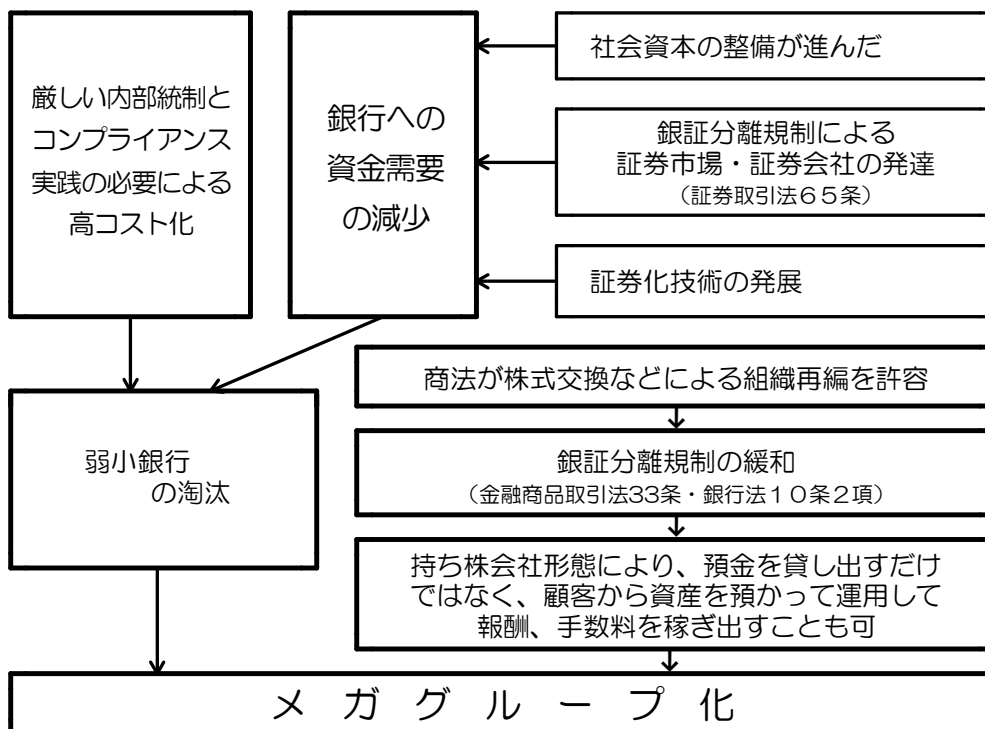 厳しい内部統制と
コンプライアンス
実践の必要による
高コスト化
銀行への
資金需要
の減少
社会資本の整備が進んだ
銀証分離規制による
証券市場・証券会社の発達
（証券取引法６５条）
証券化技術の発展
弱小銀行
の淘汰
商法が株式交換などによる組織再編を許容
銀証分離規制の緩和
（金融商品取引法33条・銀行法１０条２項）
持ち株会社形態により、預金を貸し出すだけ
ではなく、顧客から資産を預かって運用して
報酬、手数料を稼ぎ出すことも可
メガグループ化